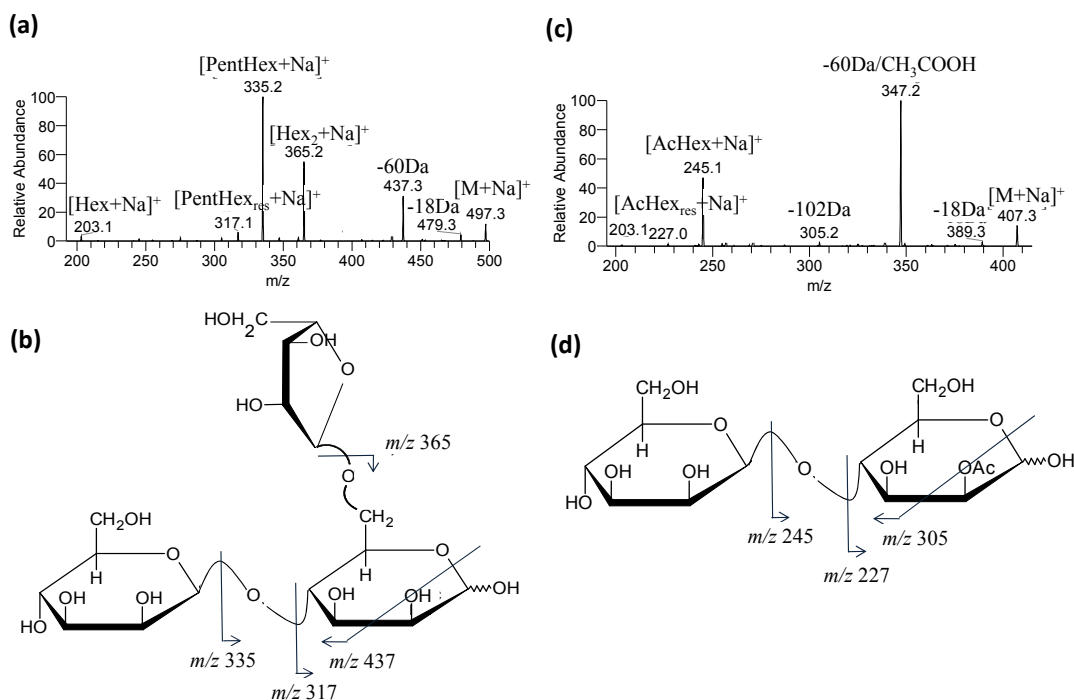 (a)
[PentHex+Na]⁺
335.2
[Hex₂+Na]⁺
365.2
-60Da
437.3
[Hex+Na]⁺
203.1
[PentHexres+Na]⁺
317.1
-18Da
479.3
[M+Na]⁺
497.3
Relative Abundance
100
80
60
40
20
0
200 250 300 350 400 450 500
m/z
(c)
-60Da/CH₃COOH
347.2
[AcHex+Na]⁺
245.1
[AcHexres+Na]⁺
203.1 227.0
-102Da
305.2
-18Da
389.3
[M+Na]⁺
407.3
Relative Abundance
100
80
60
40
20
0
200 250 300 350 400
m/z
(b)
HOH₂C
OH
O
HO
m/z 365
O
CH₂OH
CH₂
O
O
H
H
OH
OH
O
OH
OH
OH
HO
m/z 335
m/z 437
m/z 317
(d)
CH₂OH
CH₂OH
O
O
H
H
OH
OH
O
OH
OAc
OH
HO
m/z 245
m/z 305
m/z 227